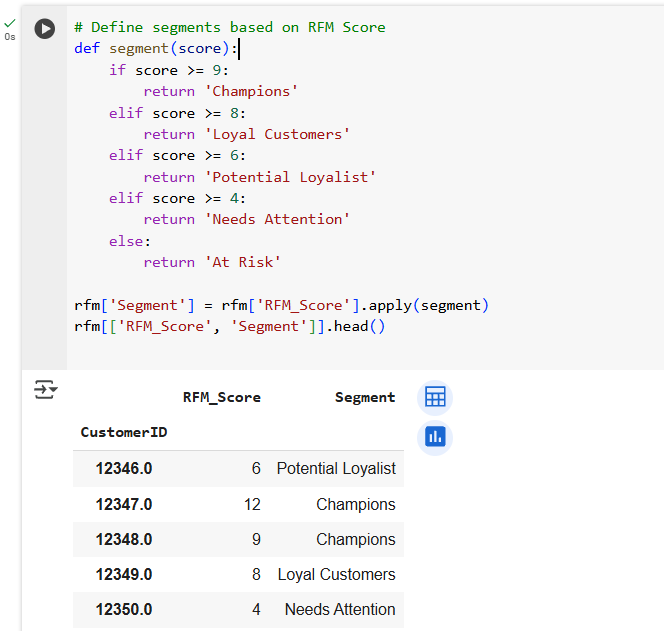 0s
# Define segments based on RFM Score
def segment(score):
    if score >= 9:
        return 'Champions'
    elif score >= 8:
        return 'Loyal Customers'
    elif score >= 6:
        return 'Potential Loyalist'
    elif score >= 4:
        return 'Needs Attention'
    else:
        return 'At Risk'

rfm['Segment'] = rfm['RFM_Score'].apply(segment)
rfm[['RFM_Score', 'Segment']].head()
RFM_Score Segment
CustomerID
12346.0 6 Potential Loyalist
12347.0 12 Champions
12348.0 9 Champions
12349.0 8 Loyal Customers
12350.0 4 Needs Attention